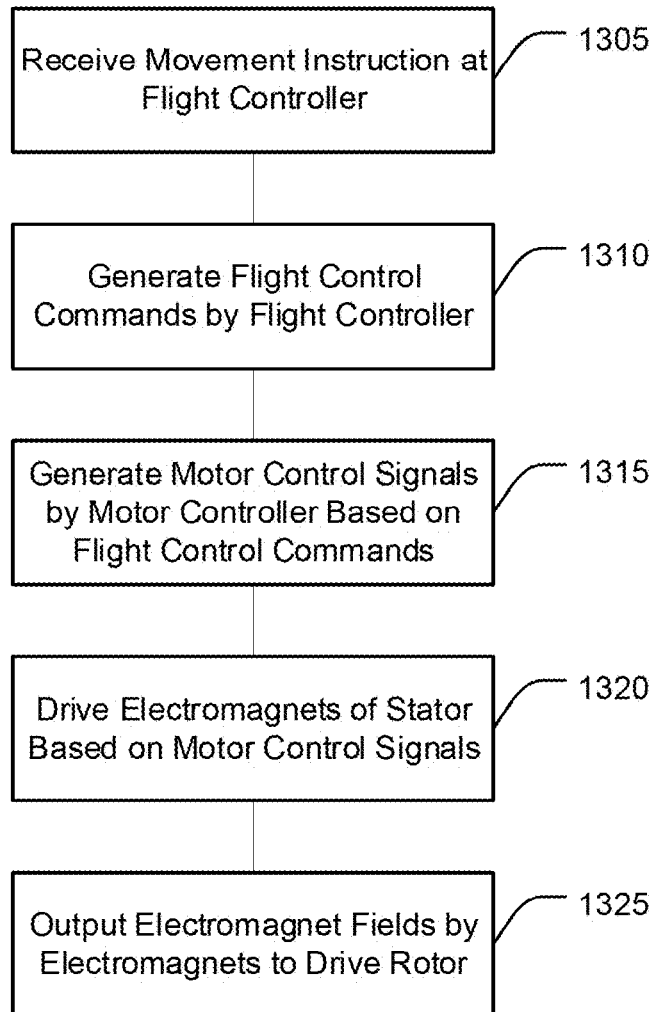 Receive Movement Instruction at
Flight Controller
1305
Generate Flight Control
Commands by Flight Controller
1310
Generate Motor Control Signals
by Motor Controller Based on
Flight Control Commands
1315
Drive Electromagnets of Stator
Based on Motor Control Signals
1320
Output Electromagnet Fields by
Electromagnets to Drive Rotor
1325